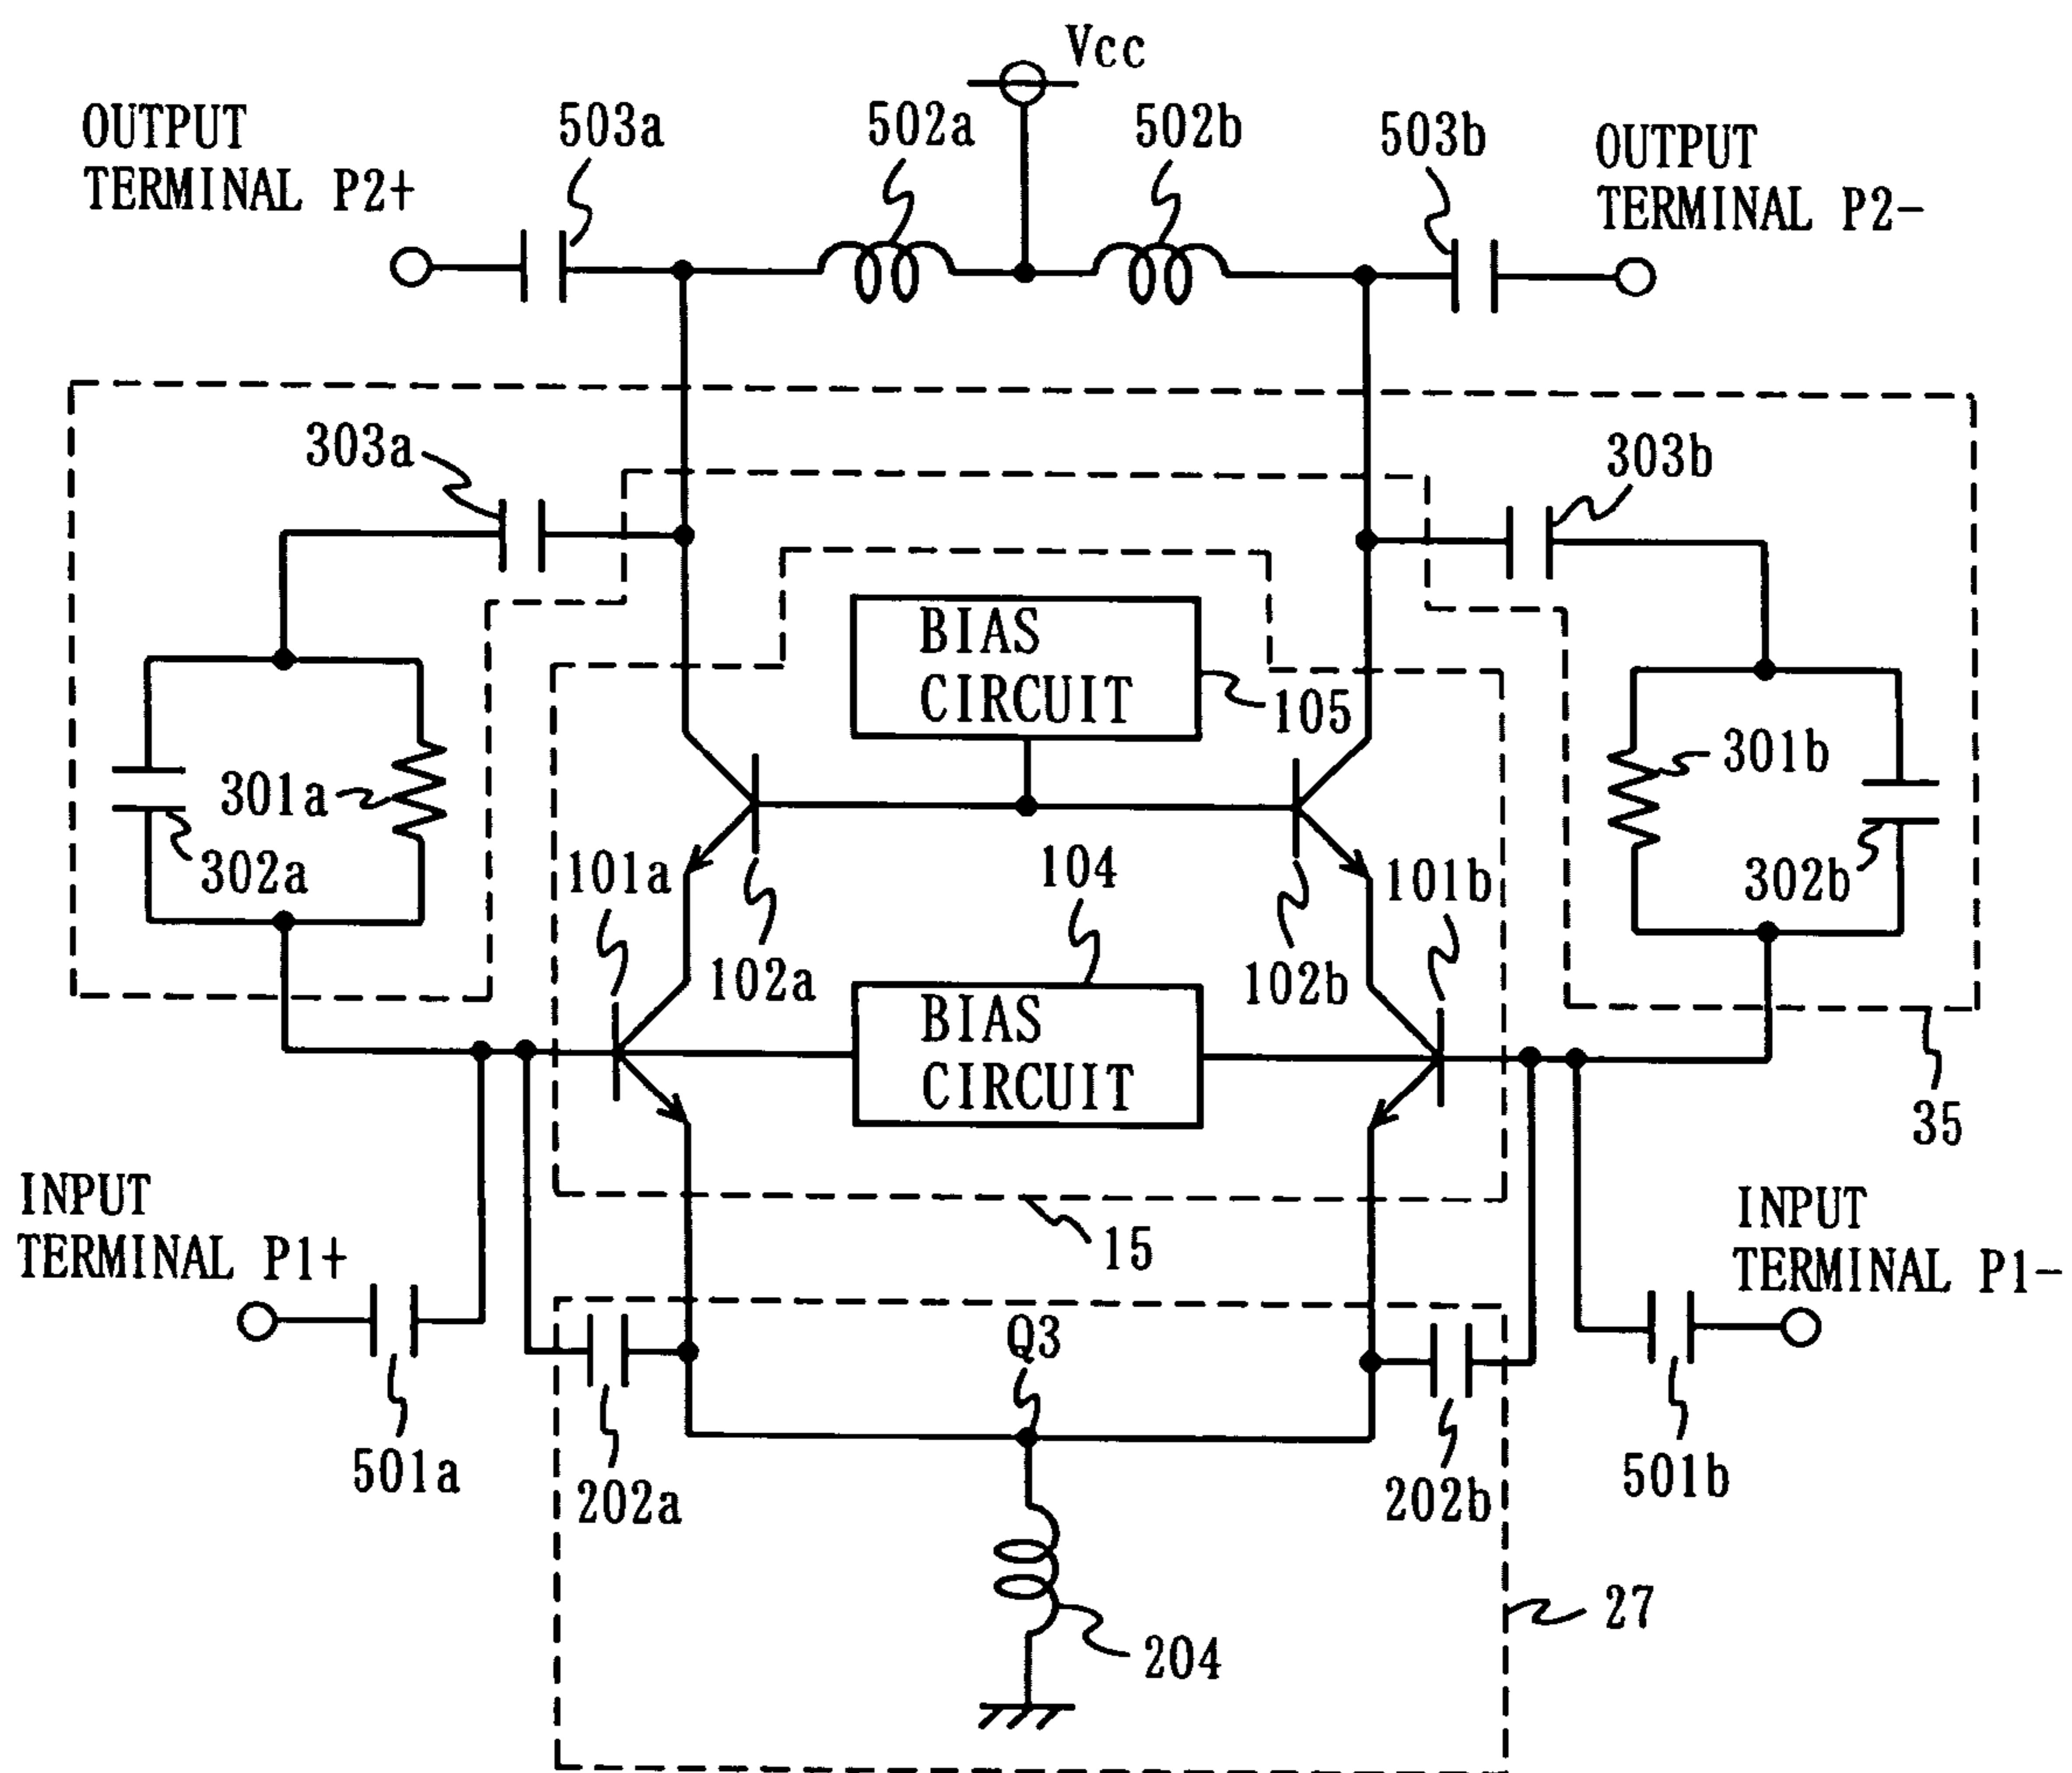 Vcc
OUTPUT
TERMINAL P2+
503a
502a
502b
503b
OUTPUT
TERMINAL P2-
303a
303b
BIAS
CIRCUIT
105
301a
302a
301b
302b
101a
102a
104
102b
101b
BIAS
CIRCUIT
35
INPUT
TERMINAL P1+
15
INPUT
TERMINAL P1-
Q3
501a
202a
202b
501b
27
204